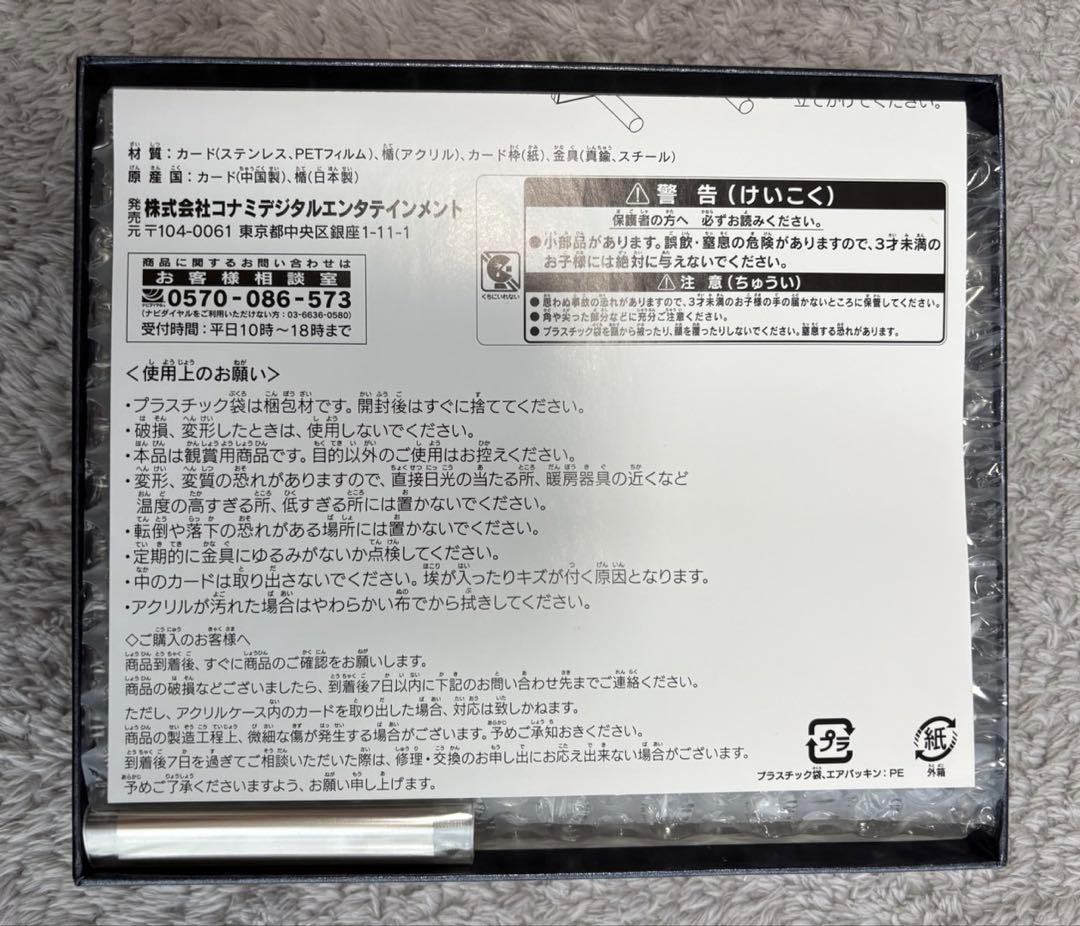 立てかけてください。
材質：カード(ステンレス、PETフィルム)、楯(アクリル)、カード枠(紙)、金具(真鍮、スチール)
原産国：カード(中国製)、楯(日本製)
発売元 株式会社コナミデジタルエンタテインメント
〒104-0061 東京都中央区銀座1-11-1
商品に関するお問い合わせは
お客様相談室
ナビダイヤル 0570-086-573
(ナビダイヤルをご利用いただけない方：03-6636-0580)
受付時間：平日10時～18時まで
くちにいれない
⚠警告(けいこく)
保護者の方へ 必ずお読みください。
●小部品があります。誤飲・窒息の危険がありますので、3才未満の
お子様には絶対に与えないでください。
⚠注意(ちゅうい)
●思わぬ事故の恐れがありますので、3才未満のお子様の手の届かないところに保管してください。
●角や尖った部分などに充分ご注意ください。
●プラスチック袋を頭から被ったり、顔を覆ったりしないでください。窒息する恐れがあります。
＜使用上のお願い＞
・プラスチック袋は梱包材です。開封後はすぐに捨ててください。
・破損、変形したときは、使用しないでください。
・本品は観賞用商品です。目的以外のご使用はお控えください。
・変形、変質の恐れがありますので、直接日光の当たる所、暖房器具の近くなど
温度の高すぎる所、低すぎる所には置かないでください。
・転倒や落下の恐れがある場所には置かないでください。
・定期的に金具にゆるみがないか点検してください。
・中のカードは取り出さないでください。埃が入ったりキズが付く原因となります。
・アクリルが汚れた場合はやわらかい布でから拭きしてください。
◇ご購入のお客様へ
商品到着後、すぐに商品のご確認をお願いします。
商品の破損などございましたら、到着後7日以内に下記のお問い合わせ先までご連絡ください。
ただし、アクリルケース内のカードを取り出した場合、対応は致しかねます。
商品の製造工程上、微細な傷が発生する場合がございます。予めご承知おきください。
到着後7日を過ぎてご相談いただいた際は、修理・交換のお申し出にお応え出来ない場合がございます。
予めご了承くださいますよう、お願い申し上げます。
プラ
プラスチック袋、エアパッキン：PE
紙
外箱